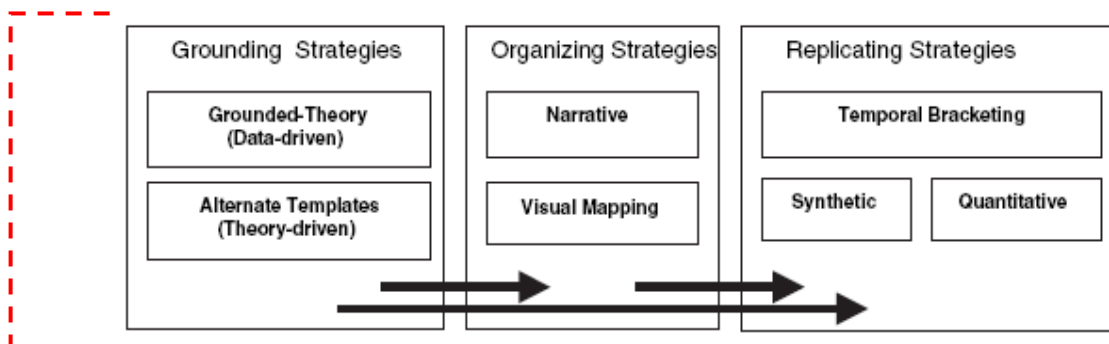 Grounding Strategies
Organizing Strategies
Replicating Strategies
Grounded-Theory
(Data-driven)
Narrative
Temporal Bracketing
Alternate Templates
(Theory-driven)
Visual Mapping
Synthetic
Quantitative